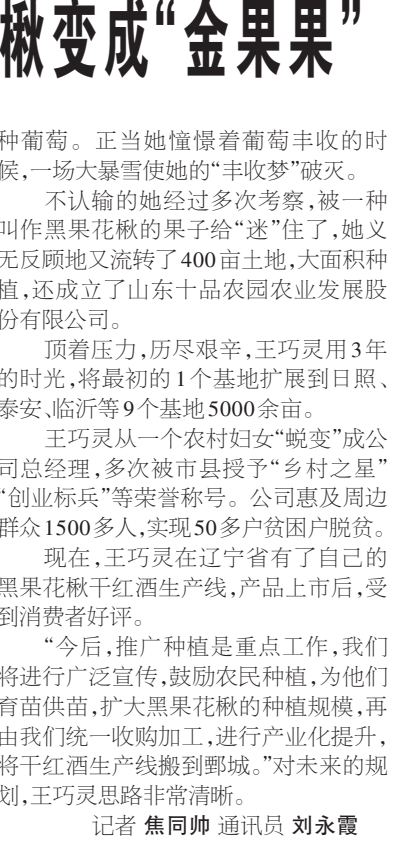 楸变成“金果果”
种葡萄。正当她憧憬着葡萄丰收的时
候,一场大暴雪使她的“丰收梦”破灭。
不认输的她经过多次考察,被一种
叫作黑果花楸的果子给“迷”住了,她义
无反顾地又流转了400亩土地,大面积种
植,还成立了山东十品农园农业发展股
份有限公司。
顶着压力,历尽艰辛,王巧灵用3年
的时光,将最初的1个基地扩展到日照、
泰安、临沂等9个基地5000余亩。
王巧灵从一个农村妇女“蜕变”成公
司总经理,多次被市县授予“乡村之星”
“创业标兵”等荣誉称号。公司惠及周边
群众1500多人,实现50多户贫困户脱贫。
现在,王巧灵在辽宁省有了自己的
黑果花楸干红酒生产线,产品上市后,受
到消费者好评。
“今后,推广种植是重点工作,我们
将进行广泛宣传,鼓励农民种植,为他们
育苗供苗,扩大黑果花楸的种植规模,再
由我们统一收购加工,进行产业化提升,
将干红酒生产线搬到鄄城。”对未来的规
划,王巧灵思路非常清晰。
记者 焦同帅 通讯员 刘永霞